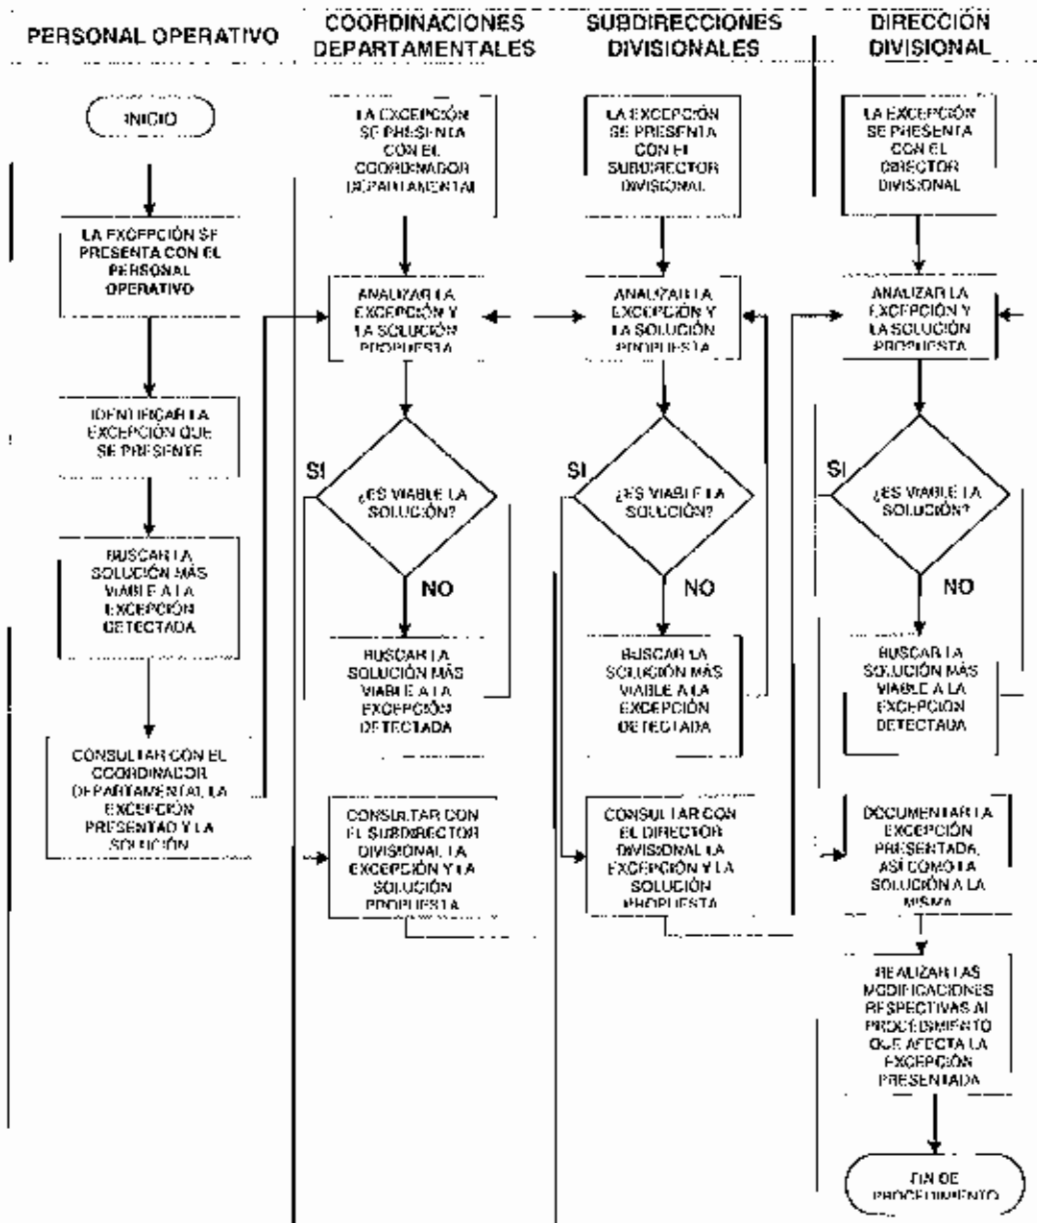 PERSONAL OPERATIVO
COORDINACIONES
DEPARTAMENTALES
SUBDIRECCIONES
DIVISIONALES
DIRECCIÓN
DIVISIONAL
INICIO
LA EXCEPCIÓN SE
PRESENTA CON EL
PERSONAL
OPERATIVO
IDENTIFICAR LA
EXCEPCIÓN QUE
SE PRESENTE
BUSCAR LA
SOLUCIÓN MÁS
VIABLE A LA
EXCEPCIÓN
DETECTADA
CONSULTAR CON EL
COORDINADOR
DEPARTAMENTAL LA
EXCEPCIÓN
PRESENTAD Y LA
SOLUCIÓN
LA EXCEPCIÓN
SE PRESENTA
CON EL
COORDINADOR
DEPARTAMENTAL
ANALIZAR LA
EXCEPCIÓN Y
LA SOLUCIÓN
PROPUESTA
SI
¿ES VIABLE LA
SOLUCIÓN?
NO
BUSCAR LA
SOLUCIÓN MÁS
VIABLE A LA
EXCEPCIÓN
DETECTADA
CONSULTAR CON
EL SUBDIRECTOR
DIVISIONAL LA
EXCEPCIÓN Y LA
SOLUCIÓN
PROPUESTA
LA EXCEPCIÓN
SE PRESENTA
CON EL
SUBDIRECTOR
DIVISIONAL
ANALIZAR LA
EXCEPCIÓN Y
LA SOLUCIÓN
PROPUESTA
SI
¿ES VIABLE LA
SOLUCIÓN?
NO
BUSCAR LA
SOLUCIÓN MÁS
VIABLE A LA
EXCEPCIÓN
DETECTADA
CONSULTAR CON
EL DIRECTOR
DIVISIONAL LA
EXCEPCIÓN Y LA
SOLUCIÓN
PROPUESTA
LA EXCEPCIÓN
SE PRESENTA
CON EL
DIRECTOR
DIVISIONAL
ANALIZAR LA
EXCEPCIÓN Y
LA SOLUCIÓN
PROPUESTA
SI
¿ES VIABLE LA
SOLUCIÓN?
NO
BUSCAR LA
SOLUCIÓN MÁS
VIABLE A LA
EXCEPCIÓN
DETECTADA
DOCUMENTAR LA
EXCEPCIÓN
PRESENTADA,
ASÍ COMO LA
SOLUCIÓN A LA
MISMA
REALIZAR LAS
MODIFICACIONES
RESPECTIVAS AL
PROCEDIMIENTO
QUE AFECTA LA
EXCEPCIÓN
PRESENTADA
FIN DE
PROCEDIMIENTO